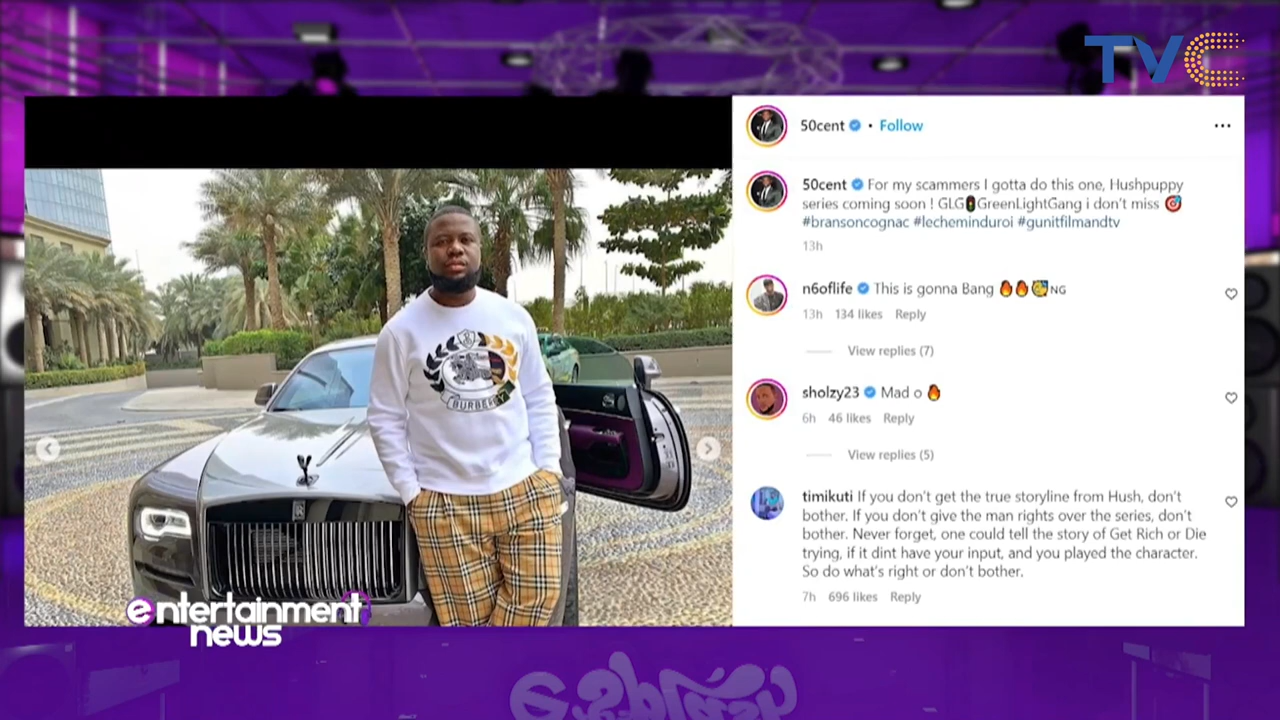 TVC
50cent • Follow
50cent For my scammers I gotta do this one, Hushpuppy
series coming soon ! GLG🚦GreenLightGang i don't miss 🎯
#bransoncognac #lecheminduroi #gunitfilmandtv
13h
n6oflife This is gonna Bang 🔥🔥🥳NG
13h 134 likes Reply
View replies (7)
sholzy23 Mad o 🔥
6h 46 likes Reply
View replies (5)
timikuti If you don't get the true storyline from Hush, don't
bother. If you don't give the man rights over the series, don't
bother. Never forget, one could tell the story of Get Rich or Die
trying, if it dint have your input, and you played the character.
So do what's right or don't bother.
7h 696 likes Reply
BURBERRY
R
entertainment
news